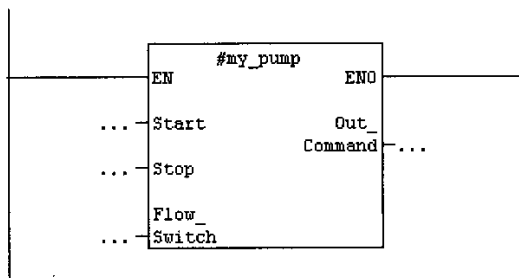 #my_pump
EN ENO
... Start Out_
Command ...
... Stop
Flow_
... Switch